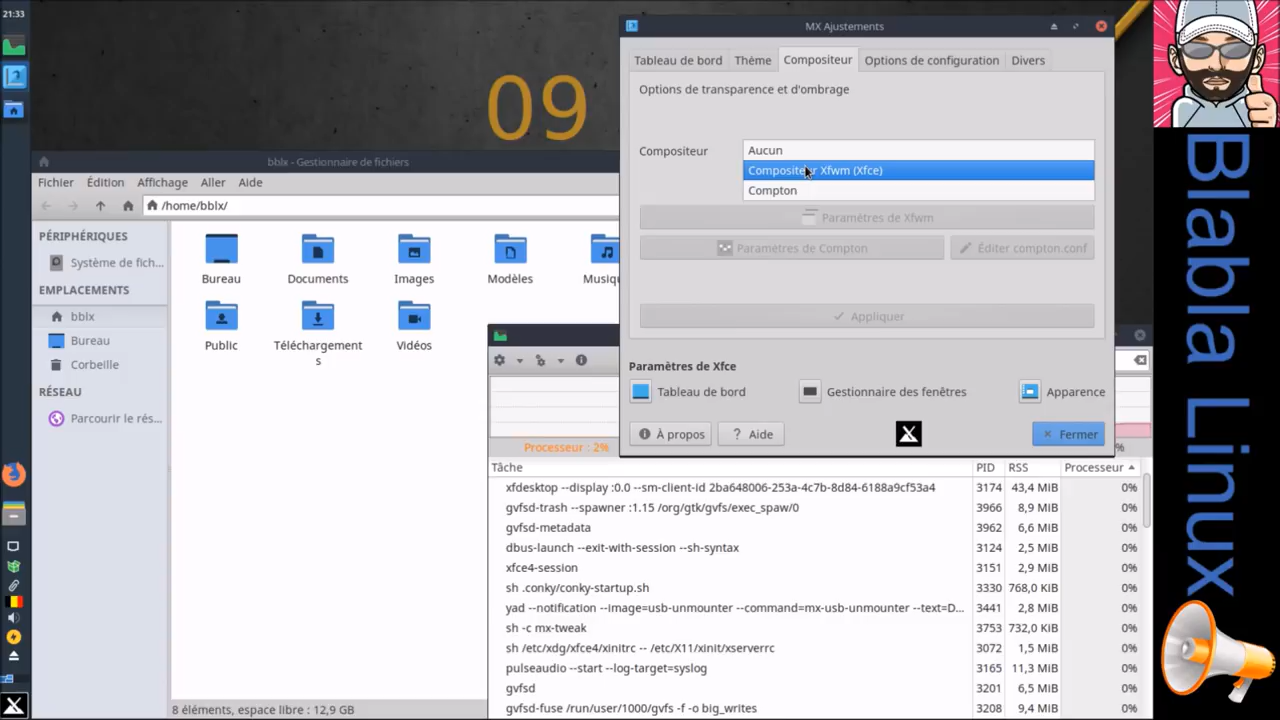 21:33
09
MX Ajustements
Tableau de bord Thème Compositeur Options de configuration Divers
Options de transparence et d'ombrage
Compositeur
Aucun
Compositeur Xfwm (Xfce)
Compton
Paramètres de Xfwm
Paramètres de Compton
Éditer compton.conf
Appliquer
Paramètres de Xfce
Tableau de bord
Gestionnaire des fenêtres
Apparence
À propos
Aide
Fermer
bblx - Gestionnaire de fichiers
Fichier Édition Affichage Aller Aide
/home/bblx/
PÉRIPHÉRIQUES
Système de fich...
EMPLACEMENTS
bblx
Bureau
Corbeille
RÉSEAU
Parcourir le rés...
Bureau
Documents
Images
Modèles
Musiqu
Public
Téléchargement
s
Vidéos
8 éléments, espace libre : 12,9 GB
Processeur : 2%
%
Tâche PID RSS Processeur
xfdesktop --display :0.0 --sm-client-id 2ba648006-253a-4c7b-8d84-6188a9cf53a4 3174 43,4 MiB 0%
gvfsd-trash --spawner :1.15 /org/gtk/gvfs/exec_spaw/0 3966 8,9 MiB 0%
gvfsd-metadata 3962 6,6 MiB 0%
dbus-launch --exit-with-session --sh-syntax 3124 2,5 MiB 0%
xfce4-session 3151 2,9 MiB 0%
sh .conky/conky-startup.sh 3330 768,0 KiB 0%
yad --notification --image=usb-unmounter --command=mx-usb-unmounter --text=D... 3441 2,8 MiB 0%
sh -c mx-tweak 3753 732,0 KiB 0%
sh /etc/xdg/xfce4/xinitrc -- /etc/X11/xinit/xserverrc 3072 1,5 MiB 0%
pulseaudio --start --log-target=syslog 3165 11,3 MiB 0%
gvfsd 3201 6,5 MiB 0%
gvfsd-fuse /run/user/1000/gvfs -f -o big_writes 3208 9,4 MiB 0%
Blabla Linux